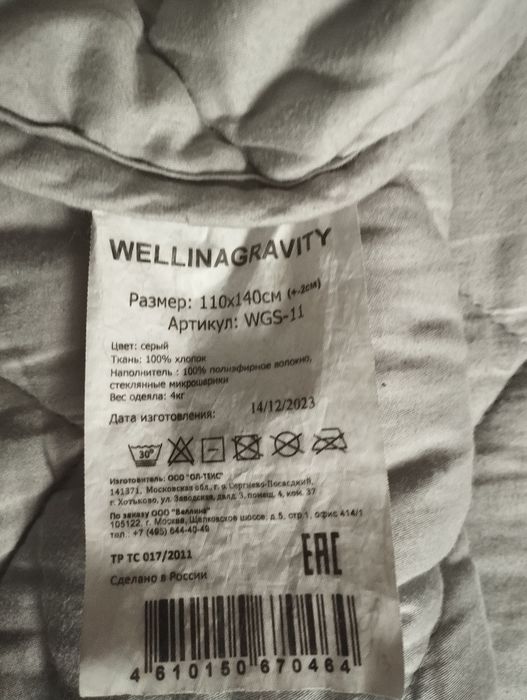 WELLINAGRAVITY
Размер: 110x140см (+-2см)
Артикул: WGS-11
Цвет: серый
Ткань: 100% хлопок
Наполнитель : 100% полиэфирное волокно,
стеклянные микрошарики
Вес одеяла: 4кг
Дата изготовления: 14/12/2023
30°
Изготовитель: ООО "ОЛ-ТЕКС"
141371, Московская обл., г.о. Сергиево-Посадский,
г. Хотьково, ул. Заводская, двлд 3, помещ. 4, ком. 37
По заказу ООО "Веллина"
105122, г. Москва, Щелковское шоссе, д.5, стр.1, офис 414/1
тел.: +7 (495) 644-40-49
ТР ТС 017/2011
EAC
Сделано в России
4 610150 670464